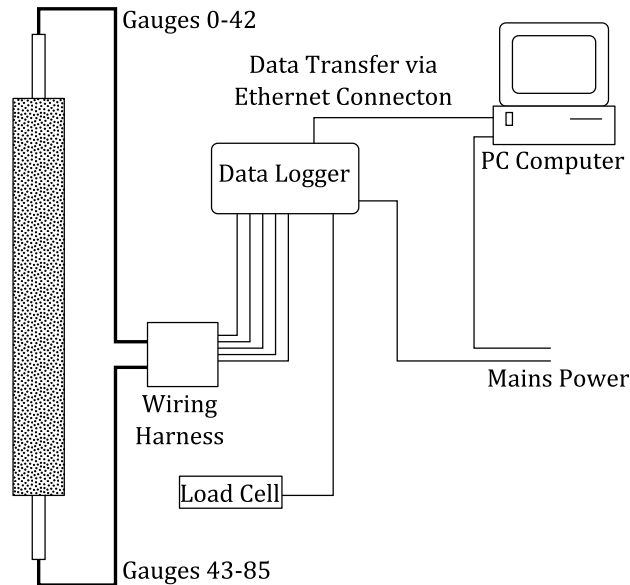 Gauges 0-42
Data Transfer via
Ethernet Connecton
PC Computer
Data Logger
Mains Power
Wiring
Harness
Load Cell
Gauges 43-85